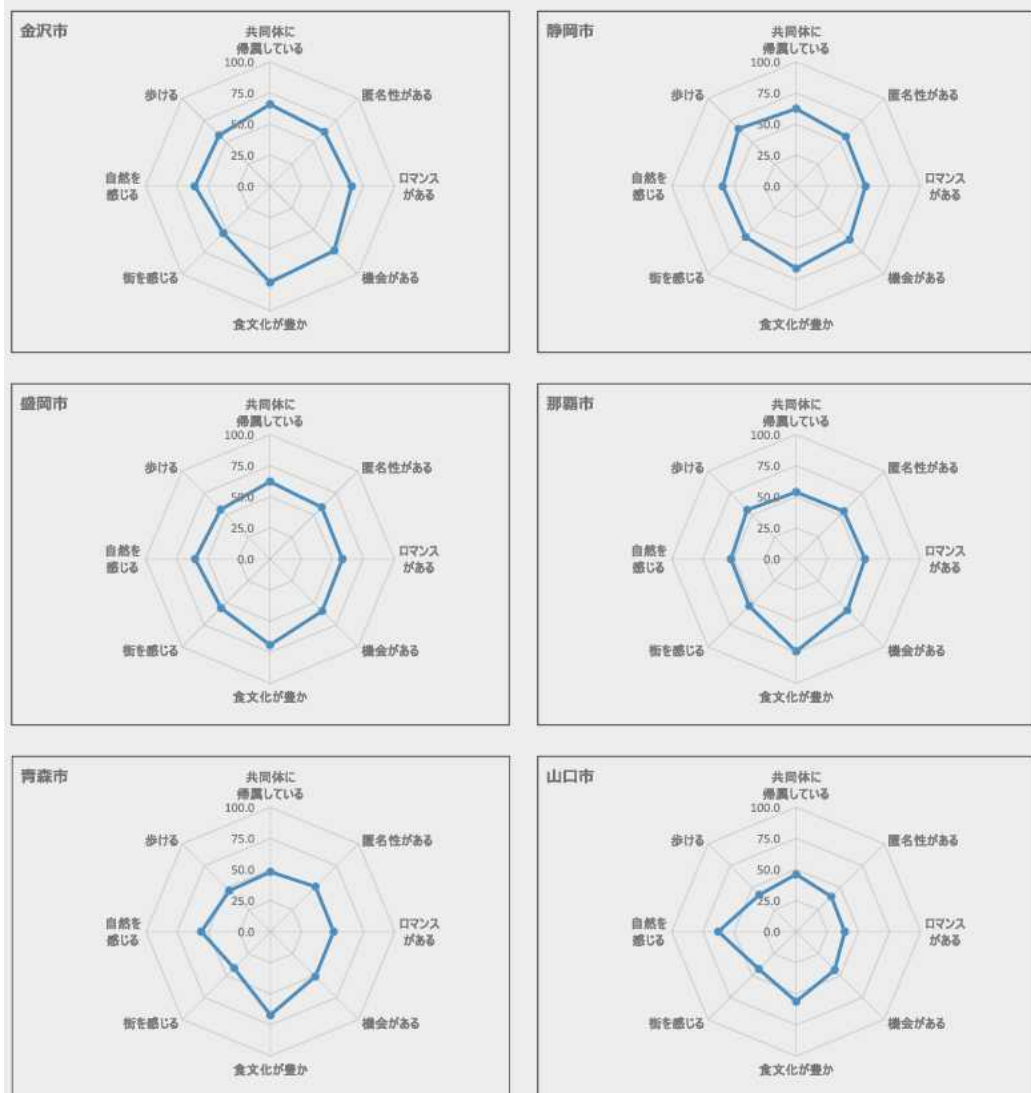 金沢市
共同体に
帰属している
100.0
75.0
50.0
25.0
0.0
匿名性がある
ロマンス
がある
機会がある
食文化が豊か
街を感じる
自然を
感じる
歩ける
静岡市
共同体に
帰属している
100.0
75.0
50.0
25.0
0.0
匿名性がある
ロマンス
がある
機会がある
食文化が豊か
街を感じる
自然を
感じる
歩ける
盛岡市
共同体に
帰属している
100.0
75.0
50.0
25.0
0.0
匿名性がある
ロマンス
がある
機会がある
食文化が豊か
街を感じる
自然を
感じる
歩ける
那覇市
共同体に
帰属している
100.0
75.0
50.0
25.0
0.0
匿名性がある
ロマンス
がある
機会がある
食文化が豊か
街を感じる
自然を
感じる
歩ける
青森市
共同体に
帰属している
100.0
75.0
50.0
25.0
0.0
匿名性がある
ロマンス
がある
機会がある
食文化が豊か
街を感じる
自然を
感じる
歩ける
山口市
共同体に
帰属している
100.0
75.0
50.0
25.0
0.0
匿名性がある
ロマンス
がある
機会がある
食文化が豊か
街を感じる
自然を
感じる
歩ける